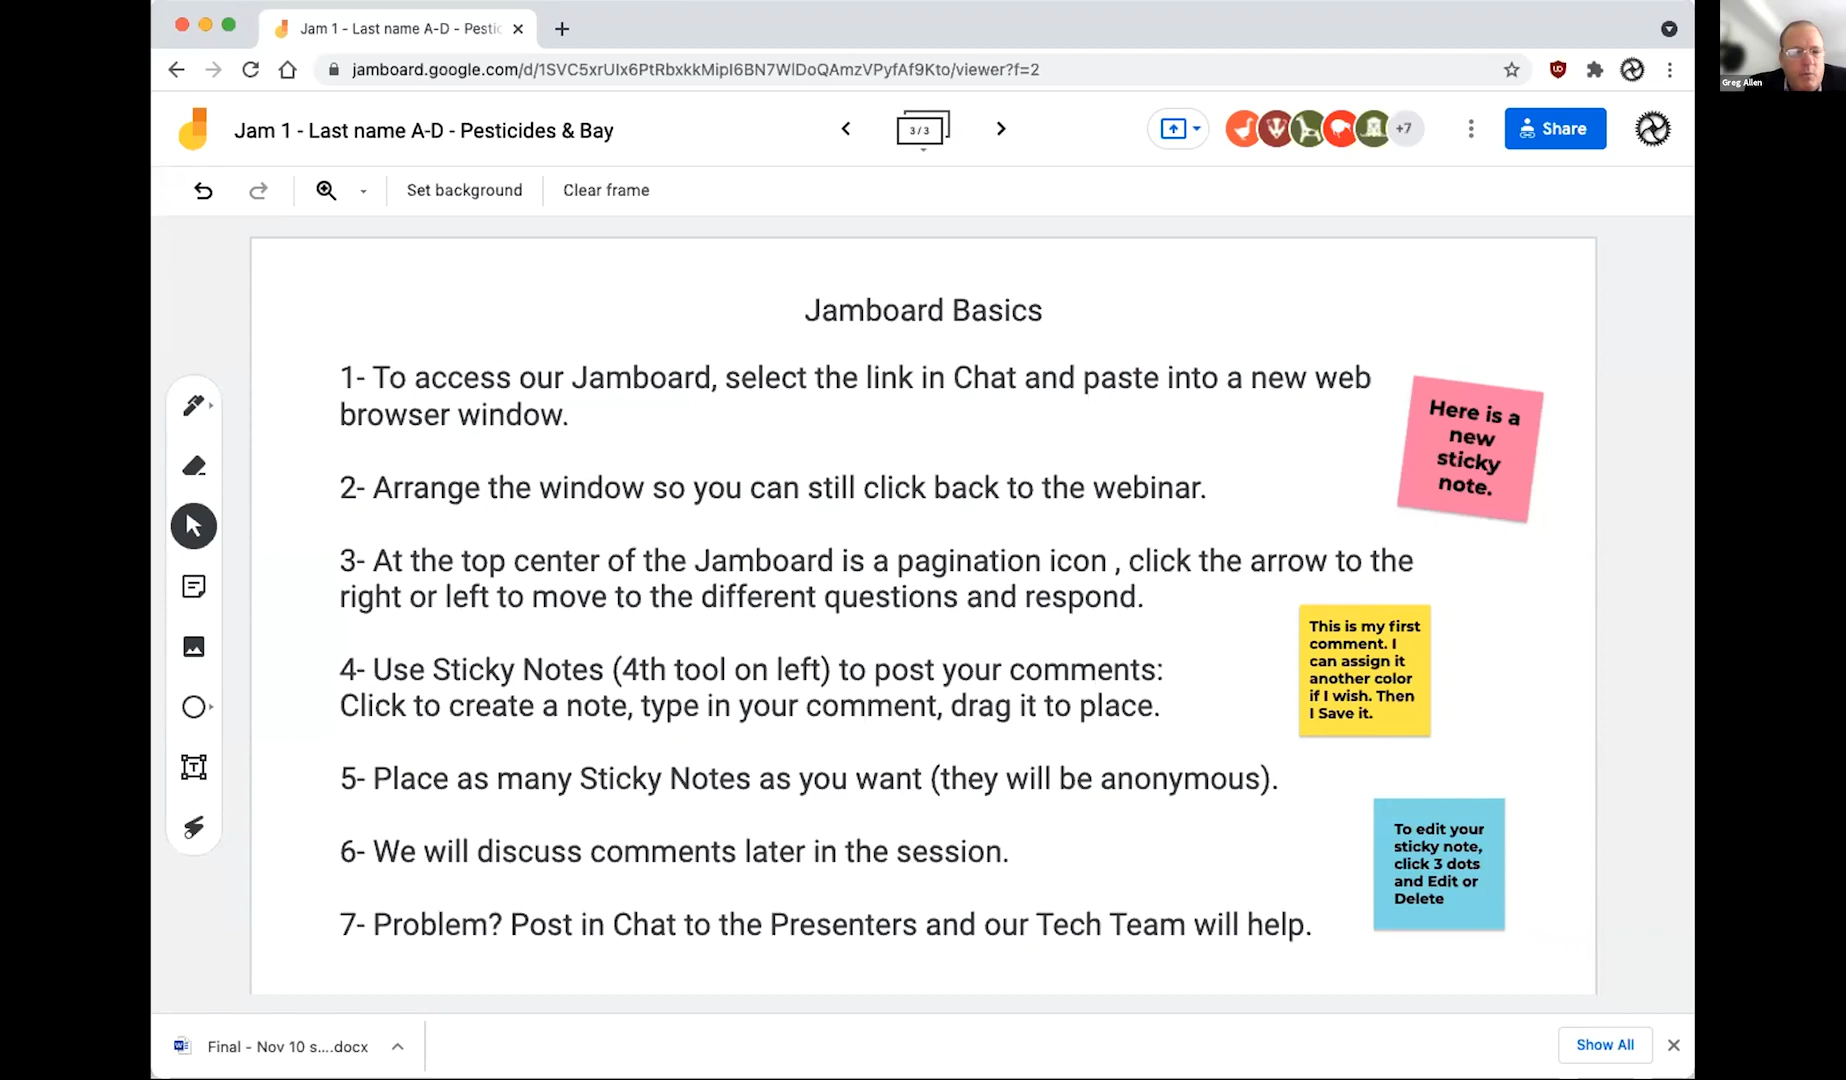 Jam 1 - Last name A-D - Pestic
jamboard.google.com/d/1SVC5xrUIx6PtRbxkkMipI6BN7WlDoQAmzVPyfAf9Kto/viewer?f=2
Greg Allen
Jam 1 - Last name A-D - Pesticides & Bay
3 / 3
+7
Share
Set background
Clear frame
Jamboard Basics
1- To access our Jamboard, select the link in Chat and paste into a new web
browser window.
Here is a
new
sticky
note.
2- Arrange the window so you can still click back to the webinar.
3- At the top center of the Jamboard is a pagination icon , click the arrow to the
right or left to move to the different questions and respond.
This is my first
comment. I
can assign it
another color
if I wish. Then
I Save it.
4- Use Sticky Notes (4th tool on left) to post your comments:
Click to create a note, type in your comment, drag it to place.
5- Place as many Sticky Notes as you want (they will be anonymous).
To edit your
sticky note,
click 3 dots
and Edit or
Delete
6- We will discuss comments later in the session.
7- Problem? Post in Chat to the Presenters and our Tech Team will help.
Final - Nov 10 s....docx
Show All